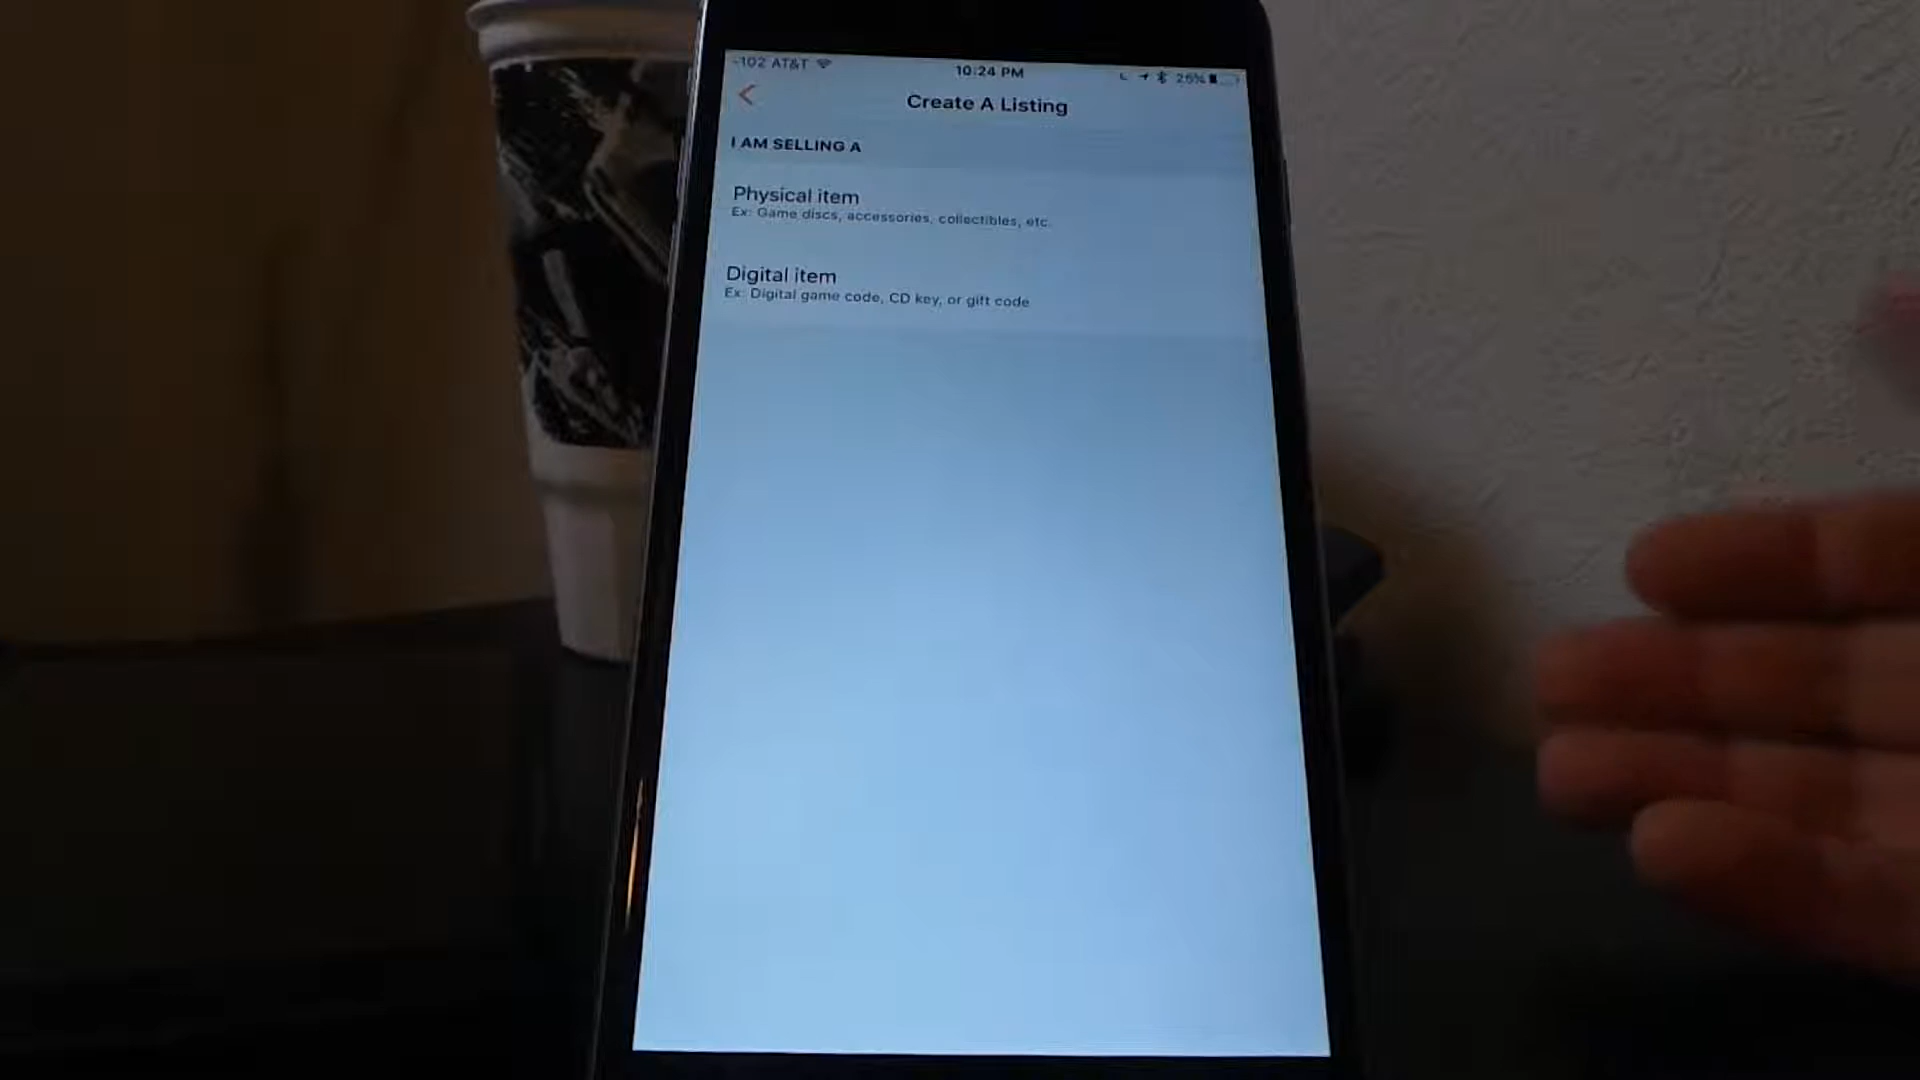 -102 AT&T
10:24 PM
26%
Create A Listing
I AM SELLING A
Physical item
Ex: Game discs, accessories, collectibles, etc.
Digital item
Ex: Digital game code, CD key, or gift code